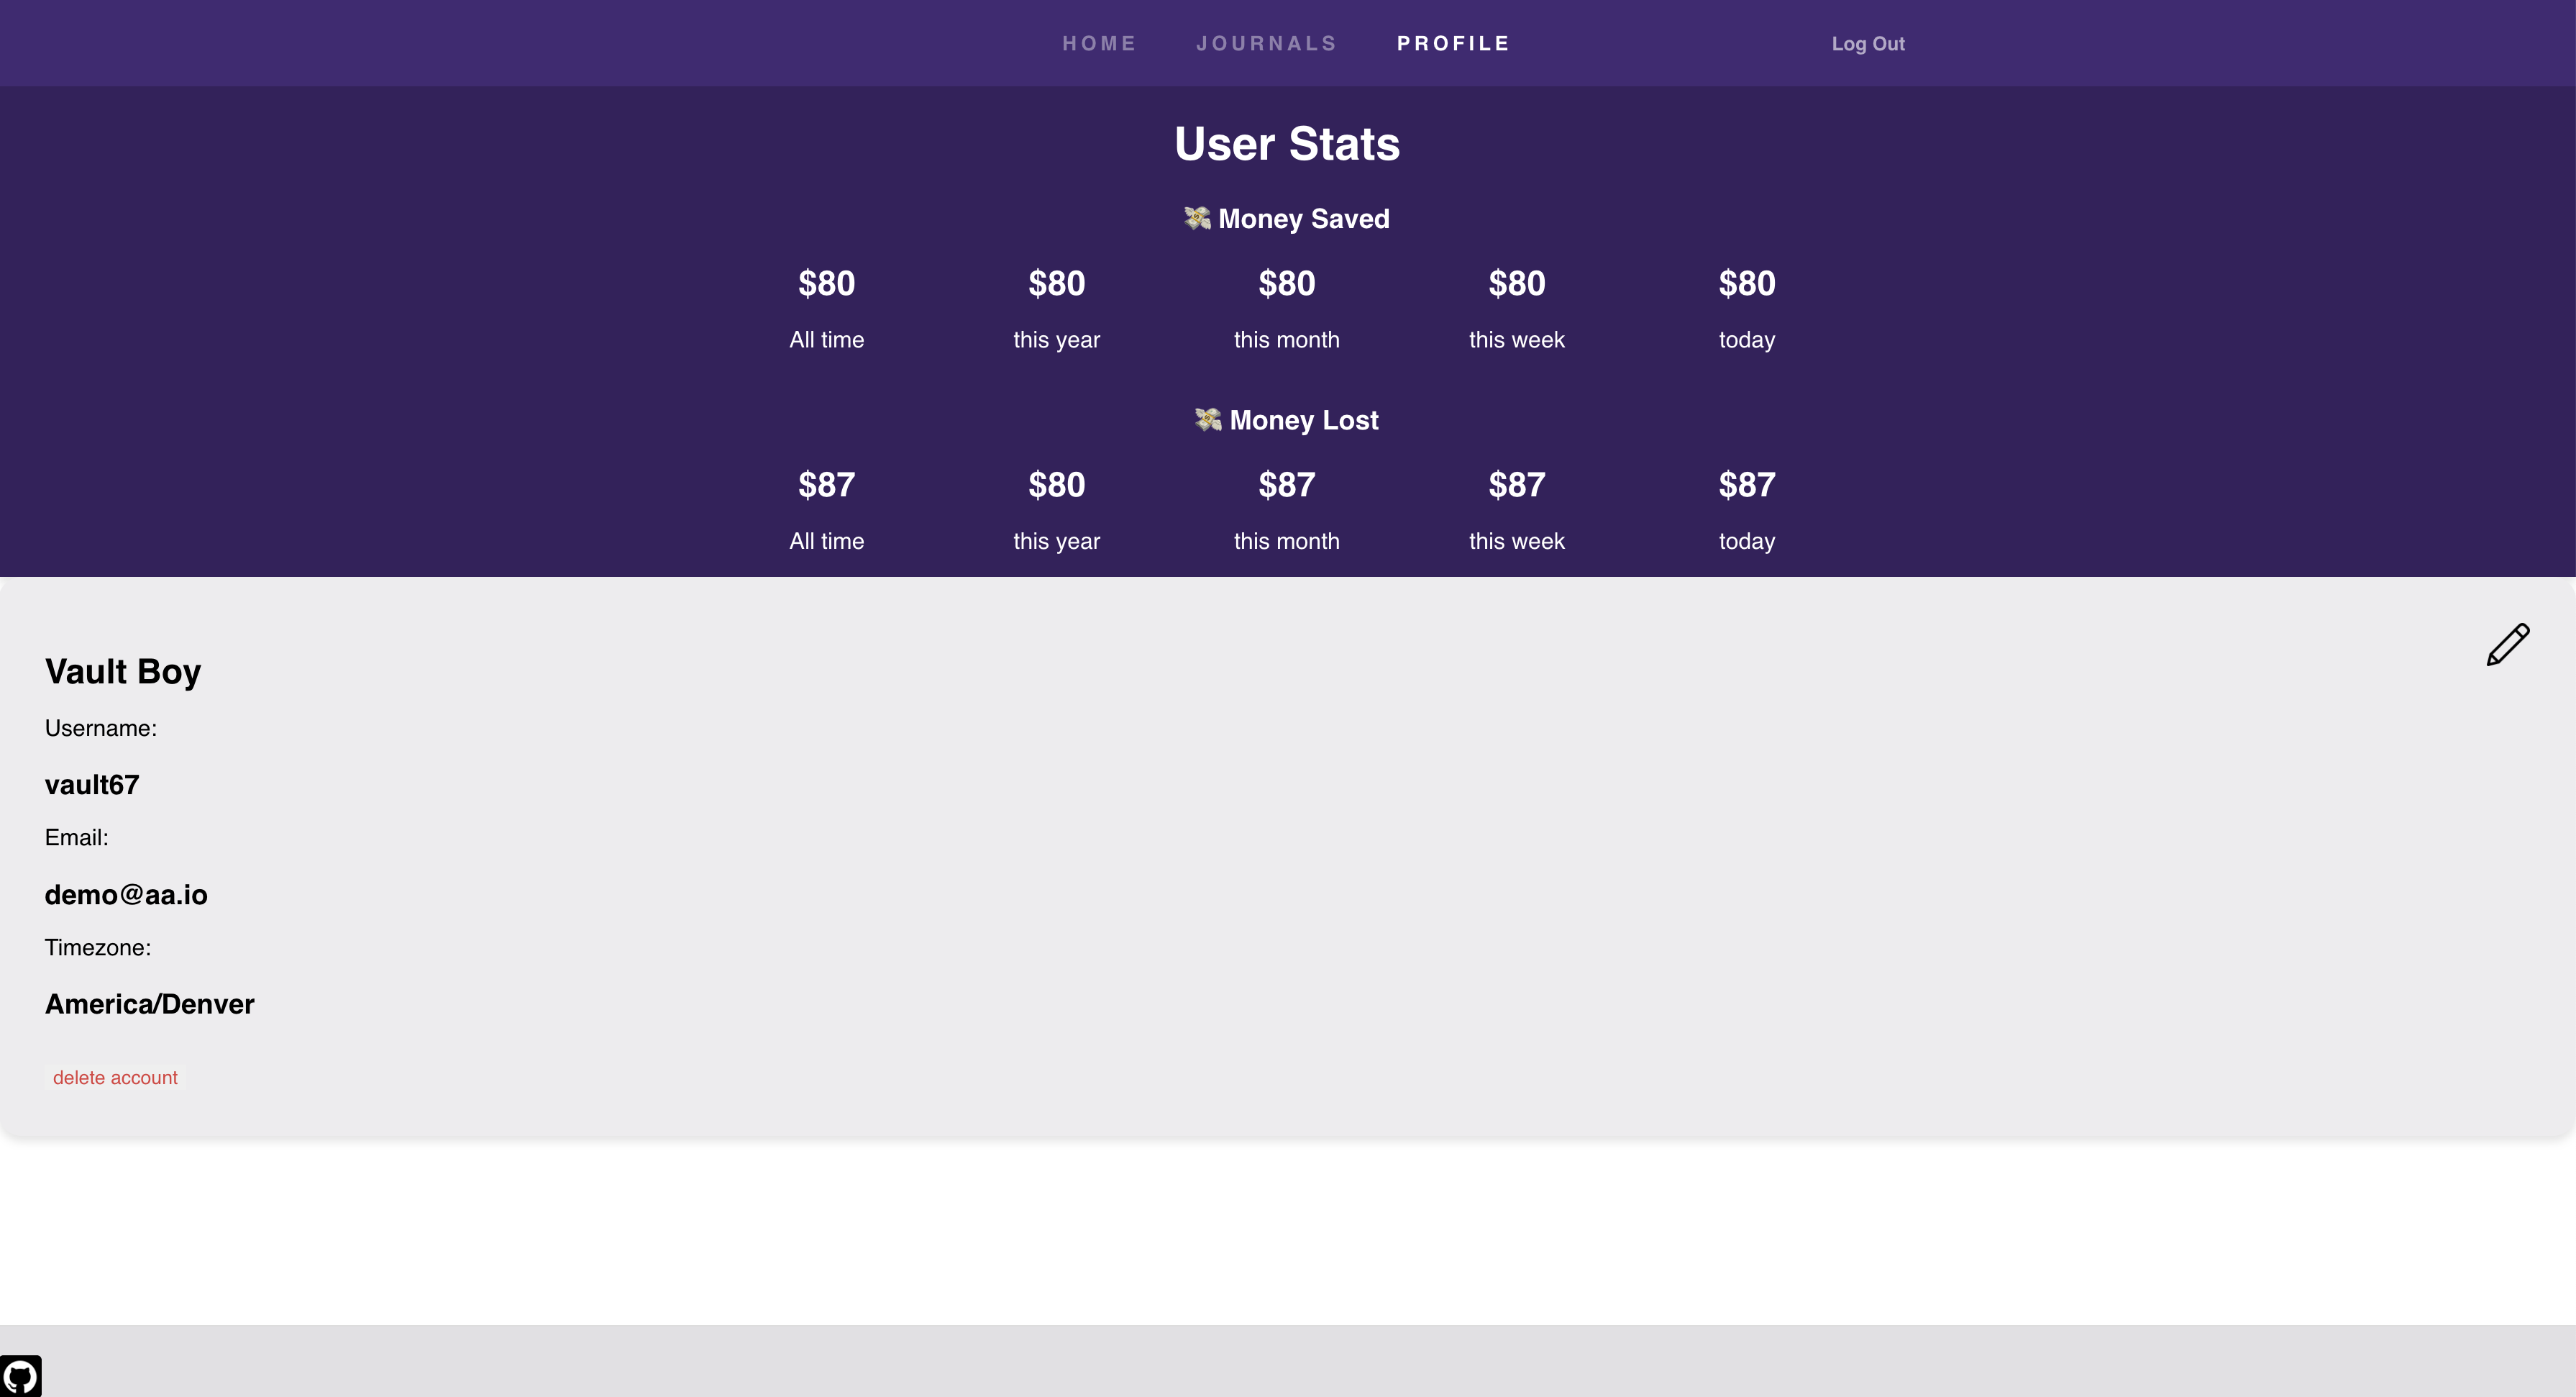 HOME JOURNALS PROFILE Log Out
User Stats
💸 Money Saved
$80 $80 $80 $80 $80
All time this year this month this week today
💸 Money Lost
$87 $80 $87 $87 $87
All time this year this month this week today
Vault Boy
Username:
vault67
Email:
demo@aa.io
Timezone:
America/Denver
delete account